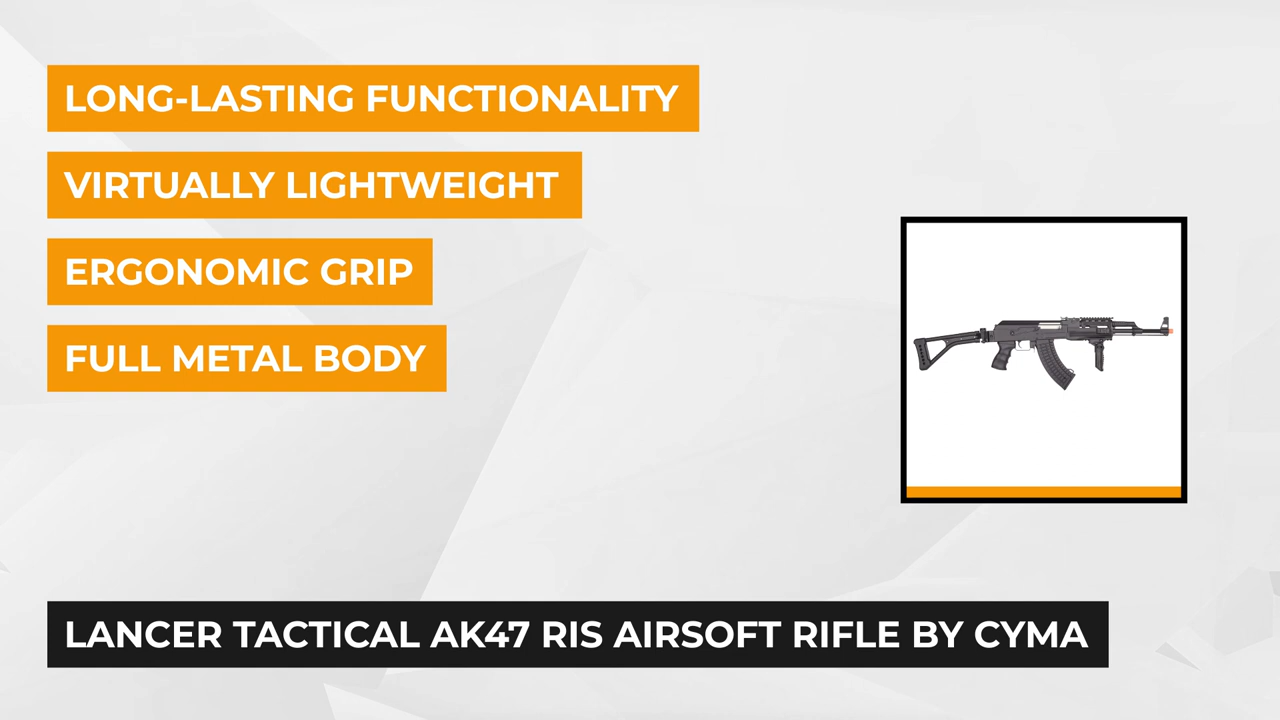 LONG-LASTING FUNCTIONALITY
VIRTUALLY LIGHTWEIGHT
ERGONOMIC GRIP
FULL METAL BODY
LANCER TACTICAL AK47 RIS AIRSOFT RIFLE BY CYMA